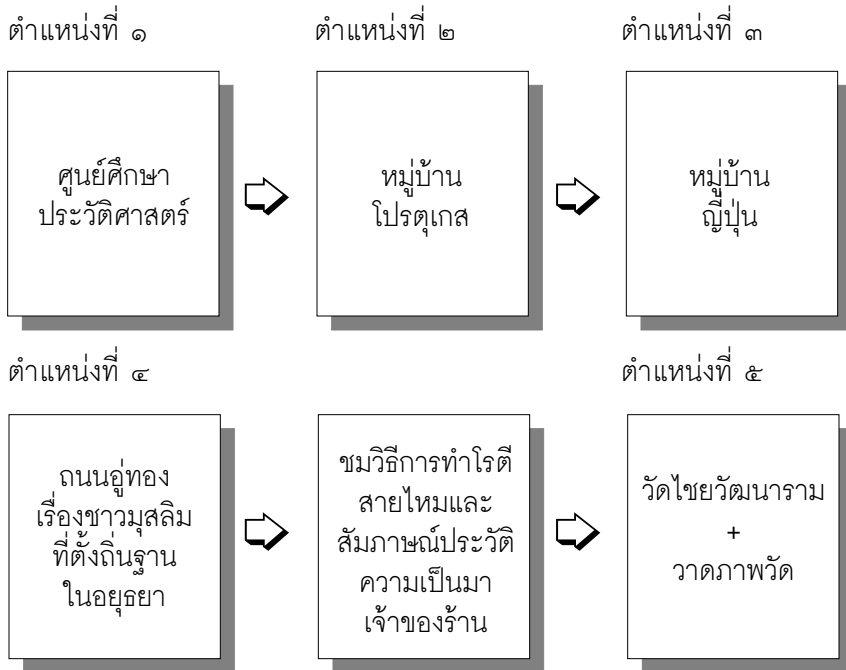 ตำแหน่งที่ ๑
ตำแหน่งที่ ๒
ตำแหน่งที่ ๓
ศูนย์ศึกษา
ประวัติศาสตร์
หมู่บ้าน
โปรตุเกส
หมู่บ้าน
ญี่ปุ่น
ตำแหน่งที่ ๔
ตำแหน่งที่ ๕
ถนนอู่ทอง
เรื่องชาวมุสลิม
ที่ตั้งถิ่นฐาน
ในอยุธยา
ชมวิธีการทำโรตี
สายไหมและ
สัมภาษณ์ประวัติ
ความเป็นมา
เจ้าของร้าน
วัดไชยวัฒนาราม
+
วาดภาพวัด